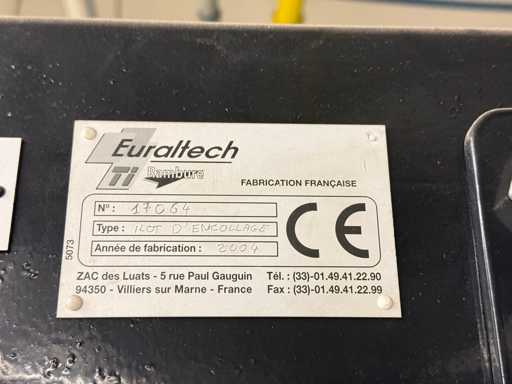 Euraltech
Ti Rambure
FABRICATION FRANÇAISE
N° : 17064
Type : ILOT D'ENCOLLAGE
Année de fabrication : 2004
CE
5073
ZAC des Luats - 5 rue Paul Gauguin Tél. : (33)-01.49.41.22.90
94350 - Villiers sur Marne - France Fax : (33)-01.49.41.22.99